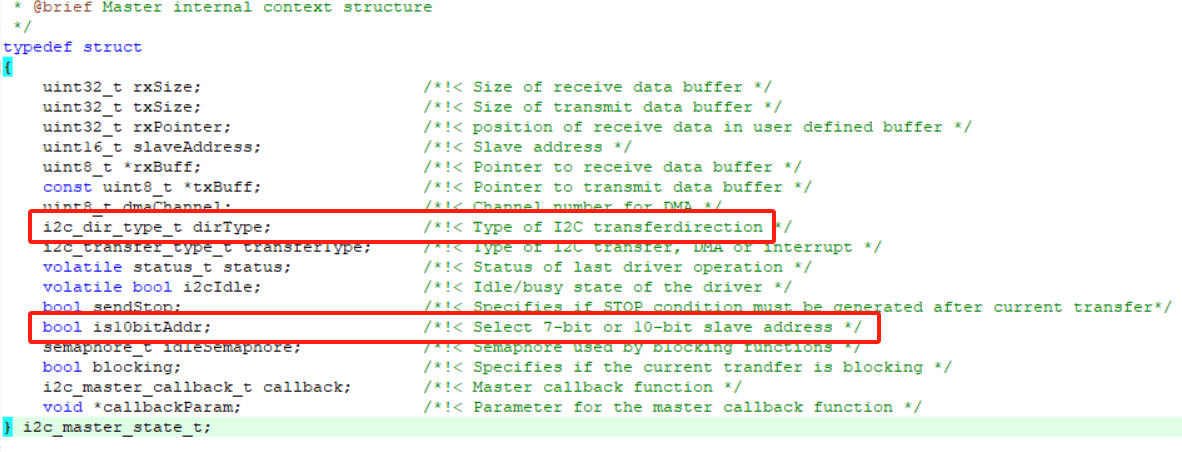 * @brief Master internal context structure
*/
typedef struct
{
uint32_t rxSize; /*!< Size of receive data buffer */
uint32_t txSize; /*!< Size of transmit data buffer */
uint32_t rxPointer; /*!< position of receive data in user defined buffer */
uint16_t slaveAddress; /*!< Slave address */
uint8_t *rxBuff; /*!< Pointer to receive data buffer */
const uint8_t *txBuff; /*!< Pointer to transmit data buffer */
uint8_t dmaChannel; /*!< Channel number for DMA */
i2c_dir_type_t dirType; /*!< Type of I2C transferdirection */
i2c_transfer_type_t transferType; /*!< Type of I2C transfer, DMA or interrupt */
volatile status_t status; /*!< Status of last driver operation */
volatile bool i2cIdle; /*!< Idle/busy state of the driver */
bool sendStop; /*!< Specifies if STOP condition must be generated after current transfer*/
bool is10bitAddr; /*!< Select 7-bit or 10-bit slave address */
semaphore_t idleSemaphore; /*!< Semaphore used by blocking functions */
bool blocking; /*!< Specifies if the current trandfer is blocking */
i2c_master_callback_t callback; /*!< Master callback function */
void *callbackParam; /*!< Parameter for the master callback function */
} i2c_master_state_t;